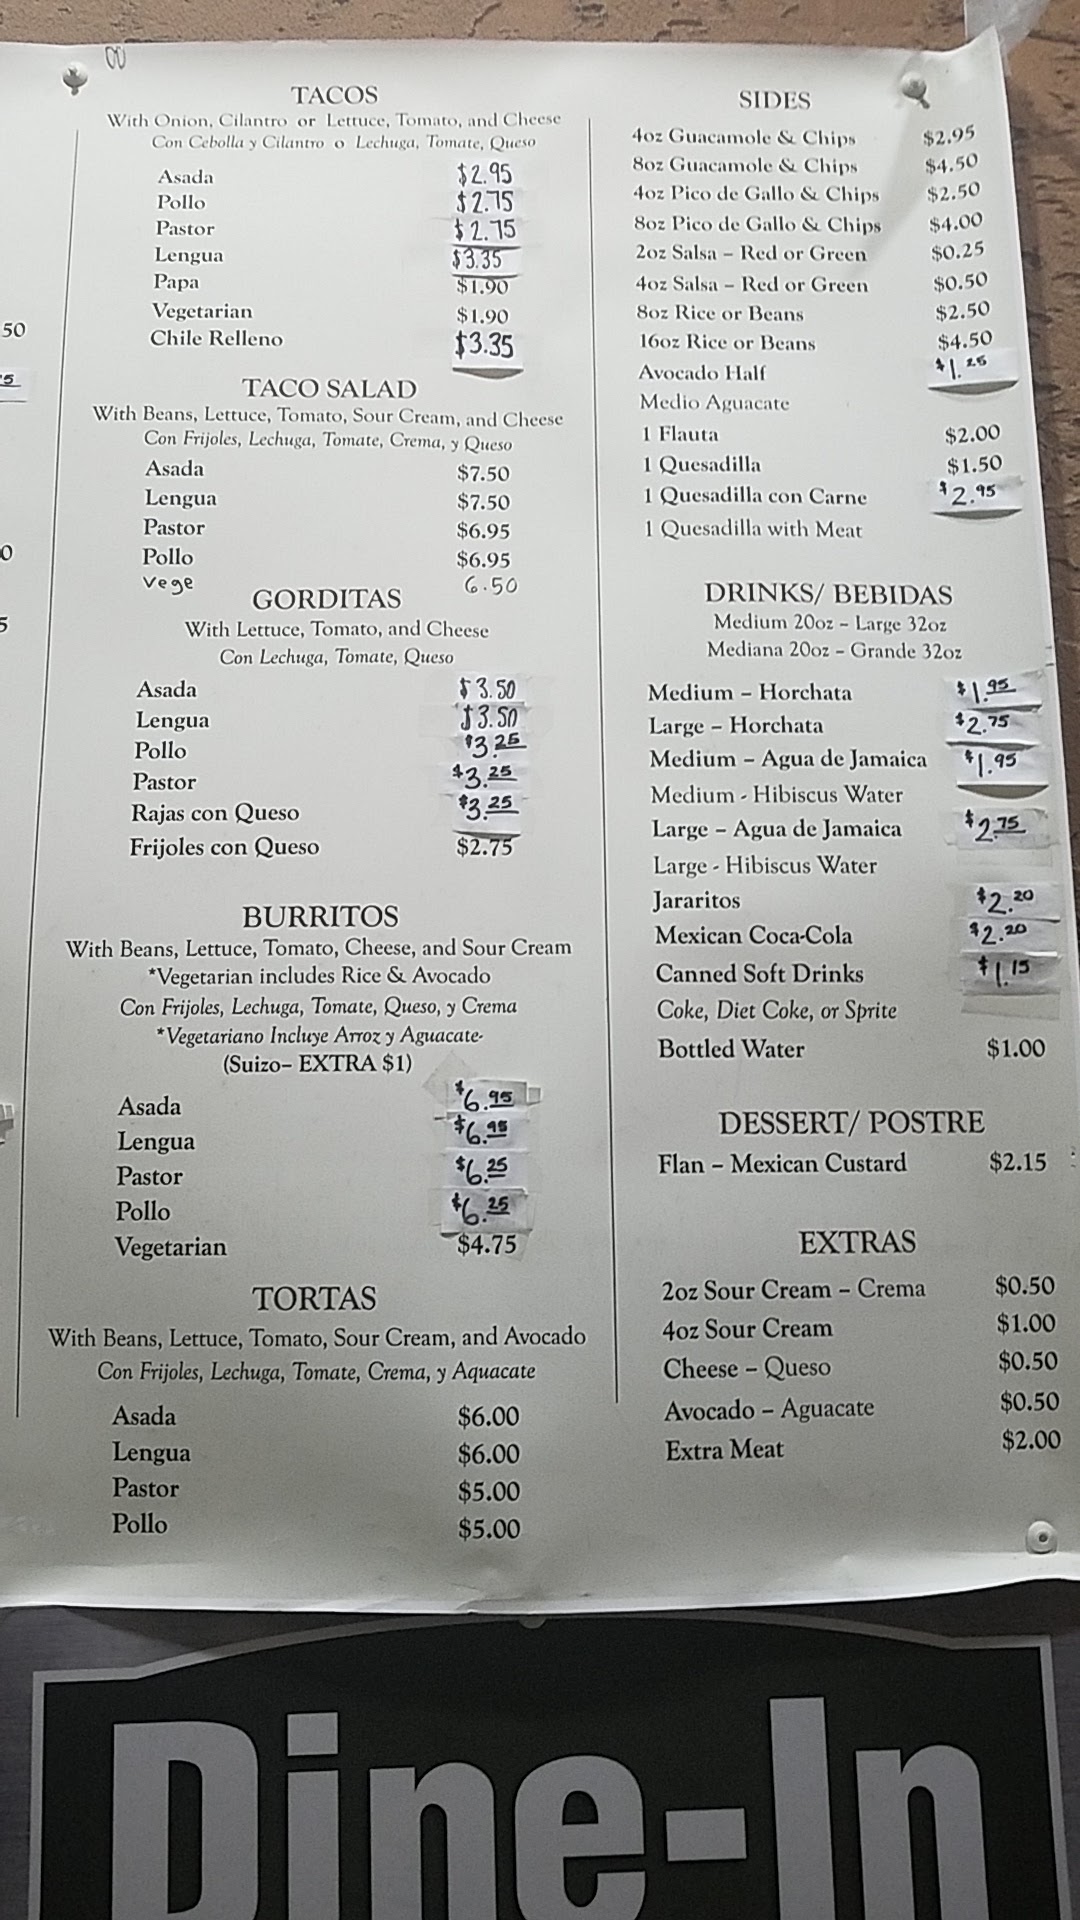 TACOS
With Onion, Cilantro or Lettuce, Tomato, and Cheese
Con Cebolla y Cilantro o Lechuga, Tomate, Queso
Asada $2.95
Pollo $2.75
Pastor $2.75
Lengua $3.35
Papa $1.90
Vegetarian $1.90
Chile Relleno $3.35
TACO SALAD
With Beans, Lettuce, Tomato, Sour Cream, and Cheese
Con Frijoles, Lechuga, Tomate, Crema, y Queso
Asada $7.50
Lengua $7.50
Pastor $6.95
Pollo $6.95
Vege 6.50
GORDITAS
With Lettuce, Tomato, and Cheese
Con Lechuga, Tomate, Queso
Asada $3.50
Lengua $3.50
Pollo $3.25
Pastor $3.25
Rajas con Queso $3.25
Frijoles con Queso $2.75
BURRITOS
With Beans, Lettuce, Tomato, Cheese, and Sour Cream
*Vegetarian includes Rice & Avocado
Con Frijoles, Lechuga, Tomate, Queso, y Crema
*Vegetariano Incluye Arroz y Aguacate-
(Suizo– EXTRA $1)
Asada $6.95
Lengua $6.95
Pastor $6.25
Pollo $6.25
Vegetarian $4.75
TORTAS
With Beans, Lettuce, Tomato, Sour Cream, and Avocado
Con Frijoles, Lechuga, Tomate, Crema, y Aquacate
Asada $6.00
Lengua $6.00
Pastor $5.00
Pollo $5.00
SIDES
4oz Guacamole & Chips $2.95
8oz Guacamole & Chips $4.50
4oz Pico de Gallo & Chips $2.50
8oz Pico de Gallo & Chips $4.00
2oz Salsa – Red or Green $0.25
4oz Salsa – Red or Green $0.50
8oz Rice or Beans $2.50
16oz Rice or Beans $4.50
Avocado Half $1.25
Medio Aguacate
1 Flauta $2.00
1 Quesadilla $1.50
1 Quesadilla con Carne $2.95
1 Quesadilla with Meat
DRINKS/ BEBIDAS
Medium 20oz – Large 32oz
Mediana 20oz – Grande 32oz
Medium – Horchata $1.95
Large – Horchata $2.75
Medium – Agua de Jamaica $1.95
Medium - Hibiscus Water
Large – Agua de Jamaica $2.75
Large - Hibiscus Water
Jararitos $2.20
Mexican Coca-Cola $2.20
Canned Soft Drinks $1.15
Coke, Diet Coke, or Sprite
Bottled Water $1.00
DESSERT/ POSTRE
Flan – Mexican Custard $2.15
EXTRAS
2oz Sour Cream – Crema $0.50
4oz Sour Cream $1.00
Cheese – Queso $0.50
Avocado – Aguacate $0.50
Extra Meat $2.00
Dine-In